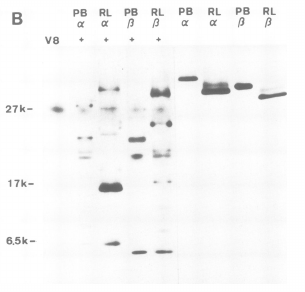 B
PB RL PB RL PB RL PB RL
α α β β α α β β
V8 + + + +
27k-
17k-
6,5k-